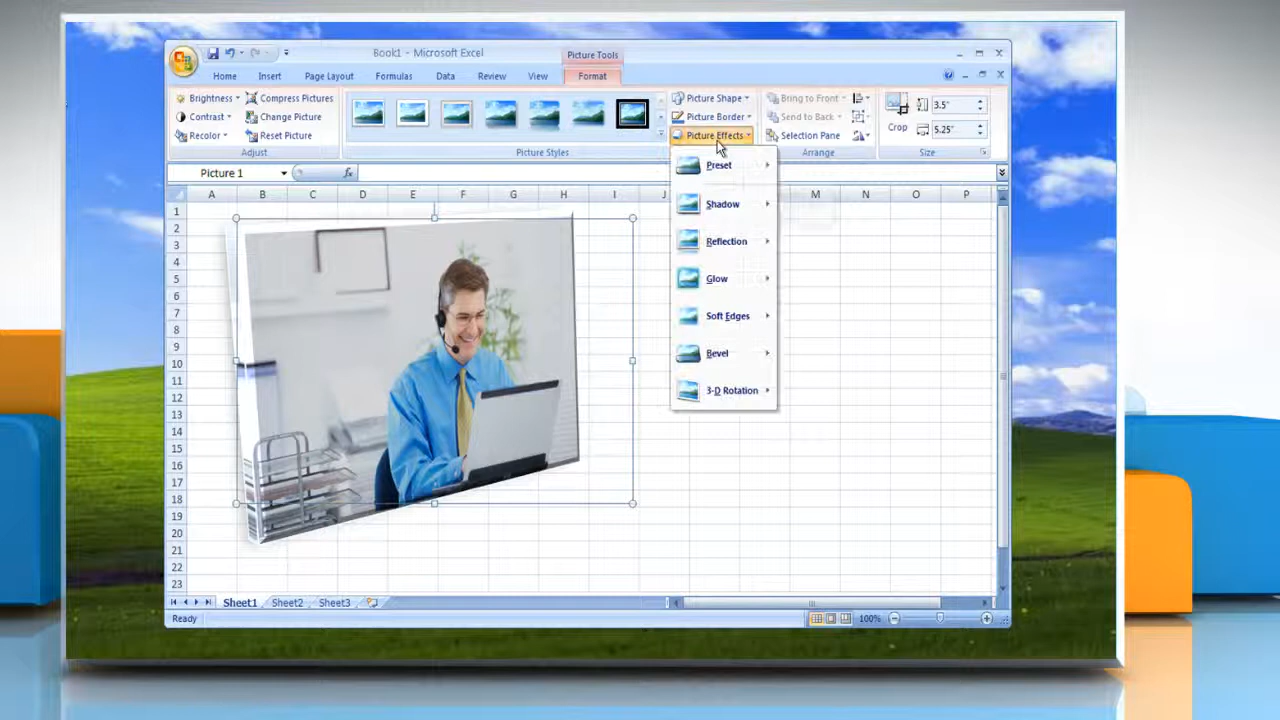 Book1 - Microsoft Excel
Picture Tools
Home Insert Page Layout Formulas Data Review View Format
Brightness Compress Pictures Picture Shape Bring to Front 3.5"
Contrast Change Picture Picture Border Send to Back Crop 5.25"
Recolor Reset Picture Picture Effects Selection Pane
Adjust Picture Styles Arrange Size
Picture 1 fx
A B C D E F G H I J M N O P
1
2
3
4
5
6
7
8
9
10
11
12
13
14
15
16
17
18
19
20
21
22
23
Preset
Shadow
Reflection
Glow
Soft Edges
Bevel
3-D Rotation
Sheet1 Sheet2 Sheet3
Ready 100%